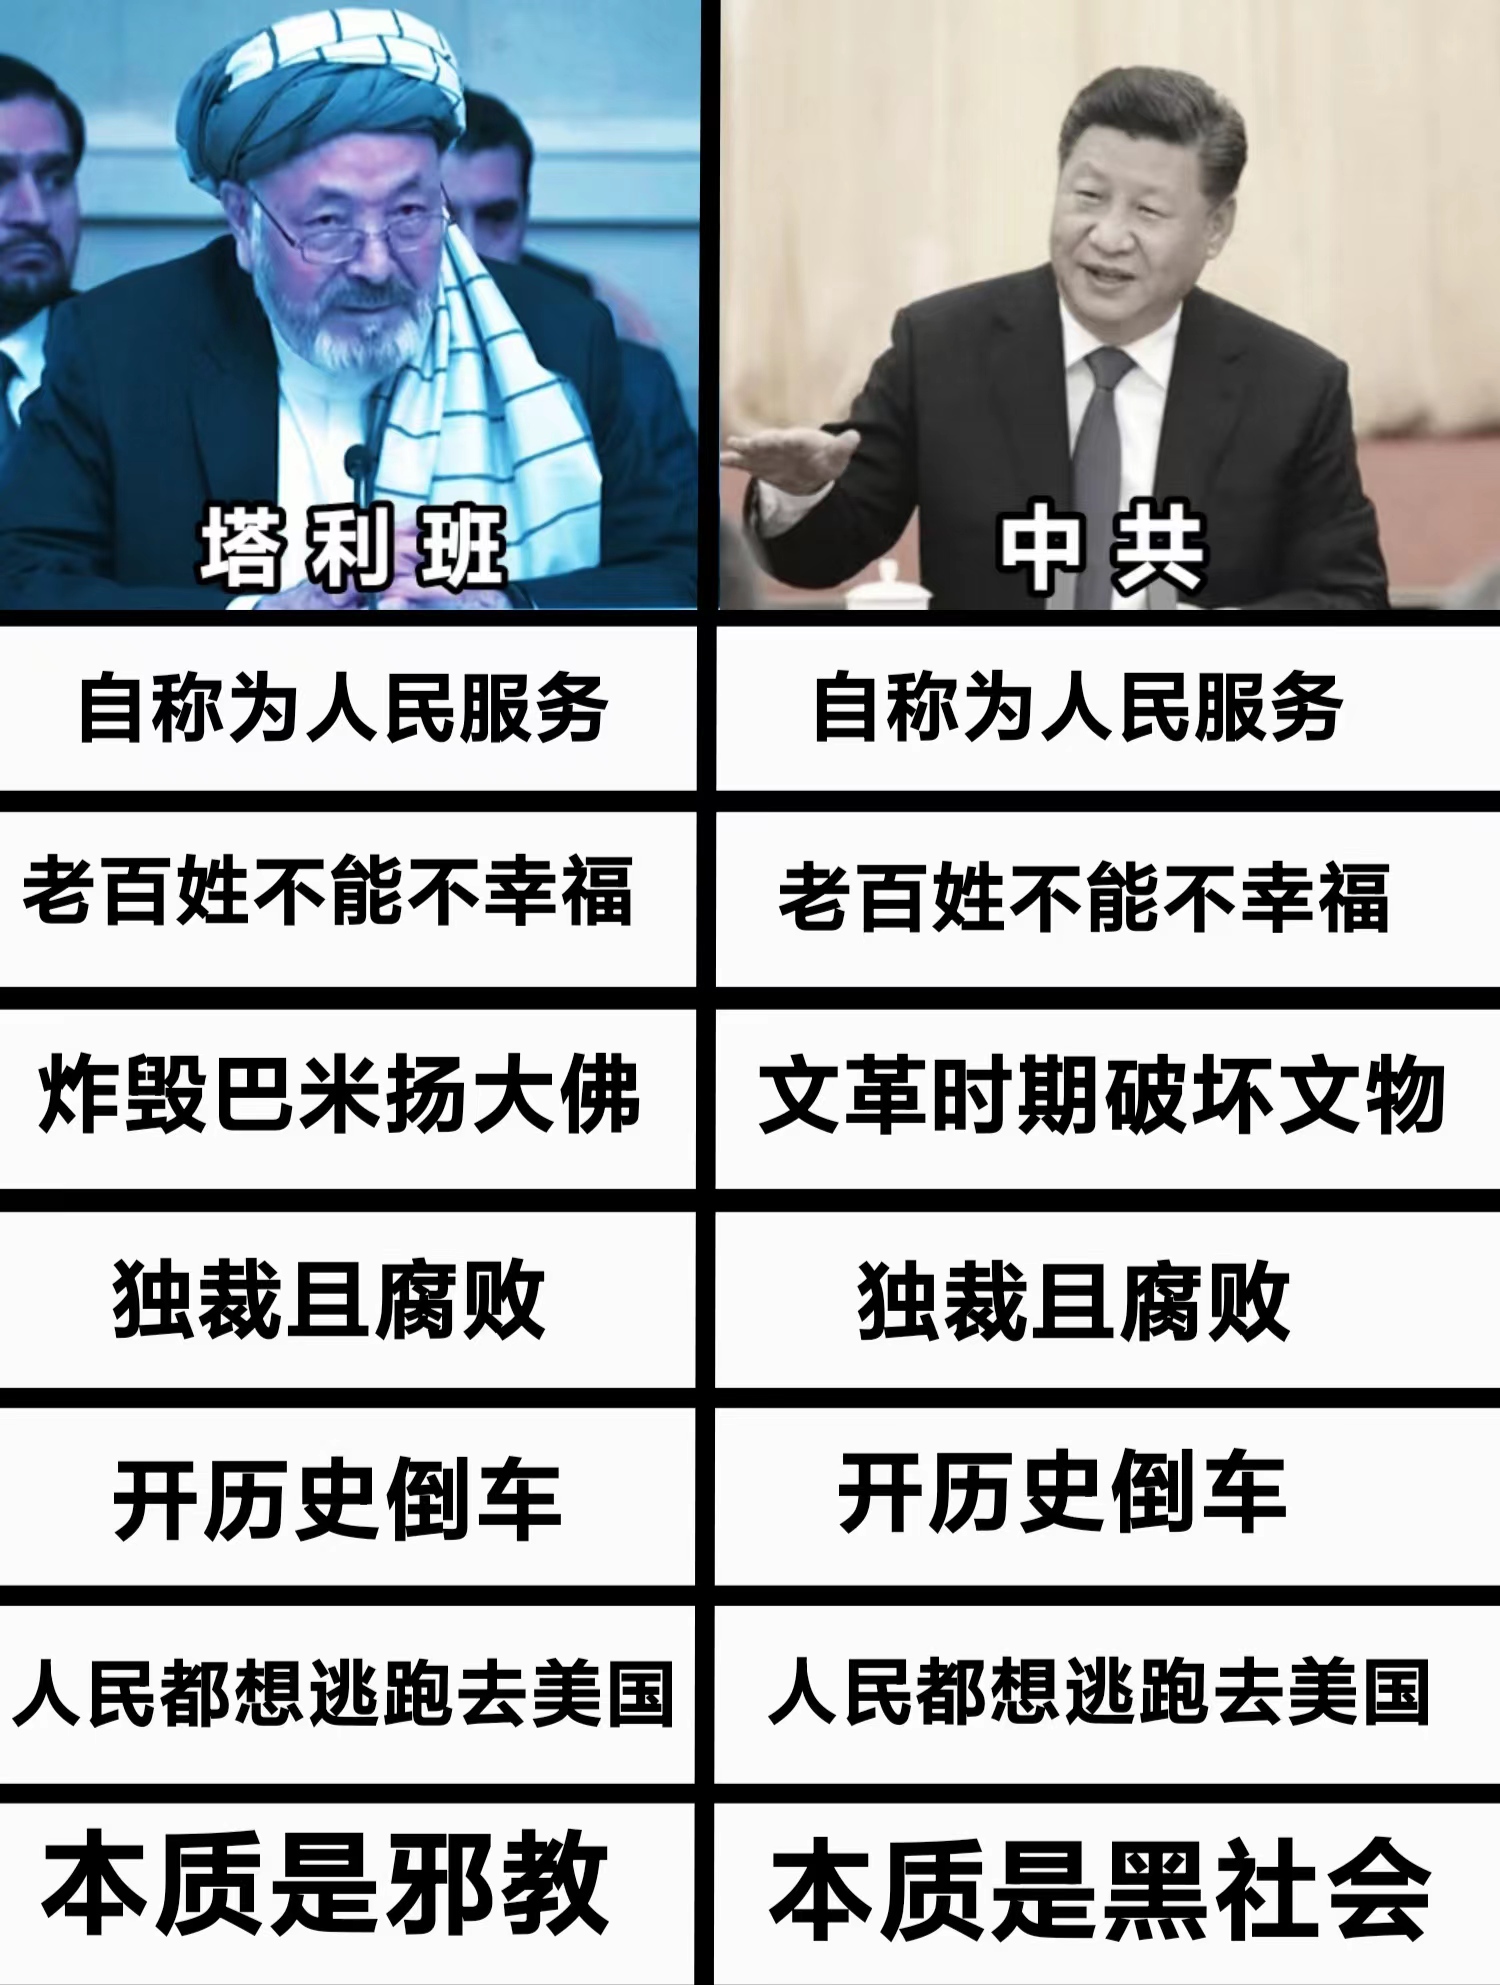 塔利班
中共
自称为人民服务
自称为人民服务
老百姓不能不幸福
老百姓不能不幸福
炸毁巴米扬大佛
文革时期破坏文物
独裁且腐败
独裁且腐败
开历史倒车
开历史倒车
人民都想逃跑去美国
人民都想逃跑去美国
本质是邪教
本质是黑社会